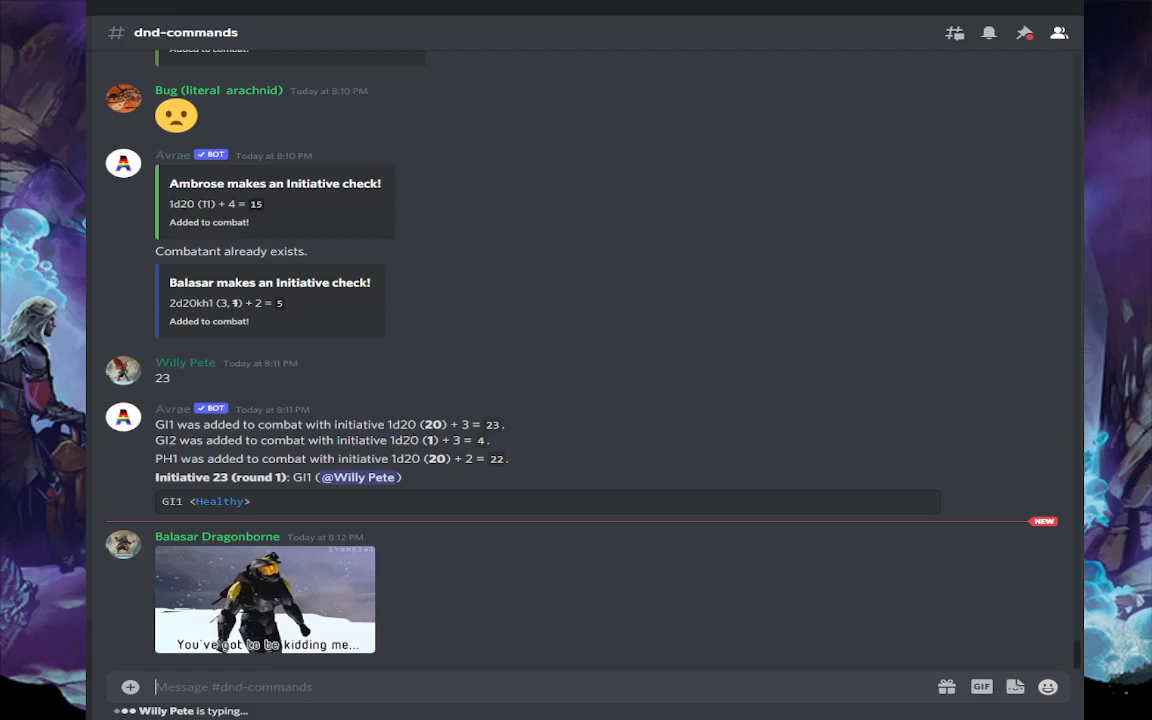 dnd-commands
Added to combat!
Bug (literal arachnid) Today at 8:10 PM
Avrae BOT Today at 8:10 PM
Ambrose makes an Initiative check!
1d20 (11) + 4 = 15
Added to combat!
Combatant already exists.
Balasar makes an Initiative check!
2d20kh1 (3, 1) + 2 = 5
Added to combat!
Willy Pete Today at 8:11 PM
23
Avrae BOT Today at 8:11 PM
GI1 was added to combat with initiative 1d20 (20) + 3 = 23.
GI2 was added to combat with initiative 1d20 (1) + 3 = 4.
PH1 was added to combat with initiative 1d20 (20) + 2 = 22.
Initiative 23 (round 1): GI1 (@Willy Pete)
GI1 <Healthy>
NEW
Balasar Dragonborne Today at 8:12 PM
You've got to be kidding me...
Message #dnd-commands
GIF
Willy Pete is typing...